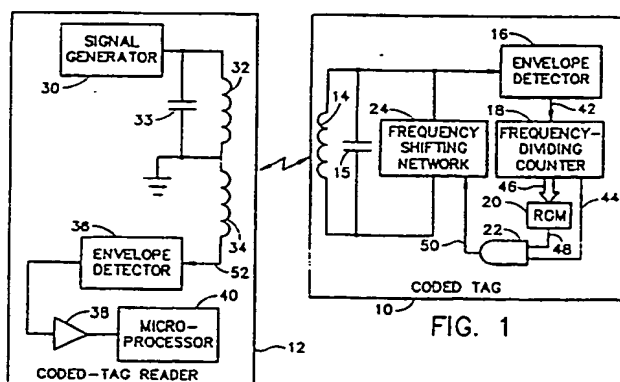 SIGNAL
GENERATOR
30
32
33
34
38
ENVELOPE
DETECTOR
52
38
40
MICRO-
PROCESSOR
CODED-TAG READER
12
16
ENVELOPE
DETECTOR
14
15
24
FREQUENCY
SHIFTING
NETWORK
42
18
FREQUENCY-
DIVIDING
COUNTER
46
44
20
ROM
22
48
50
CODED TAG
10
FIG. 1